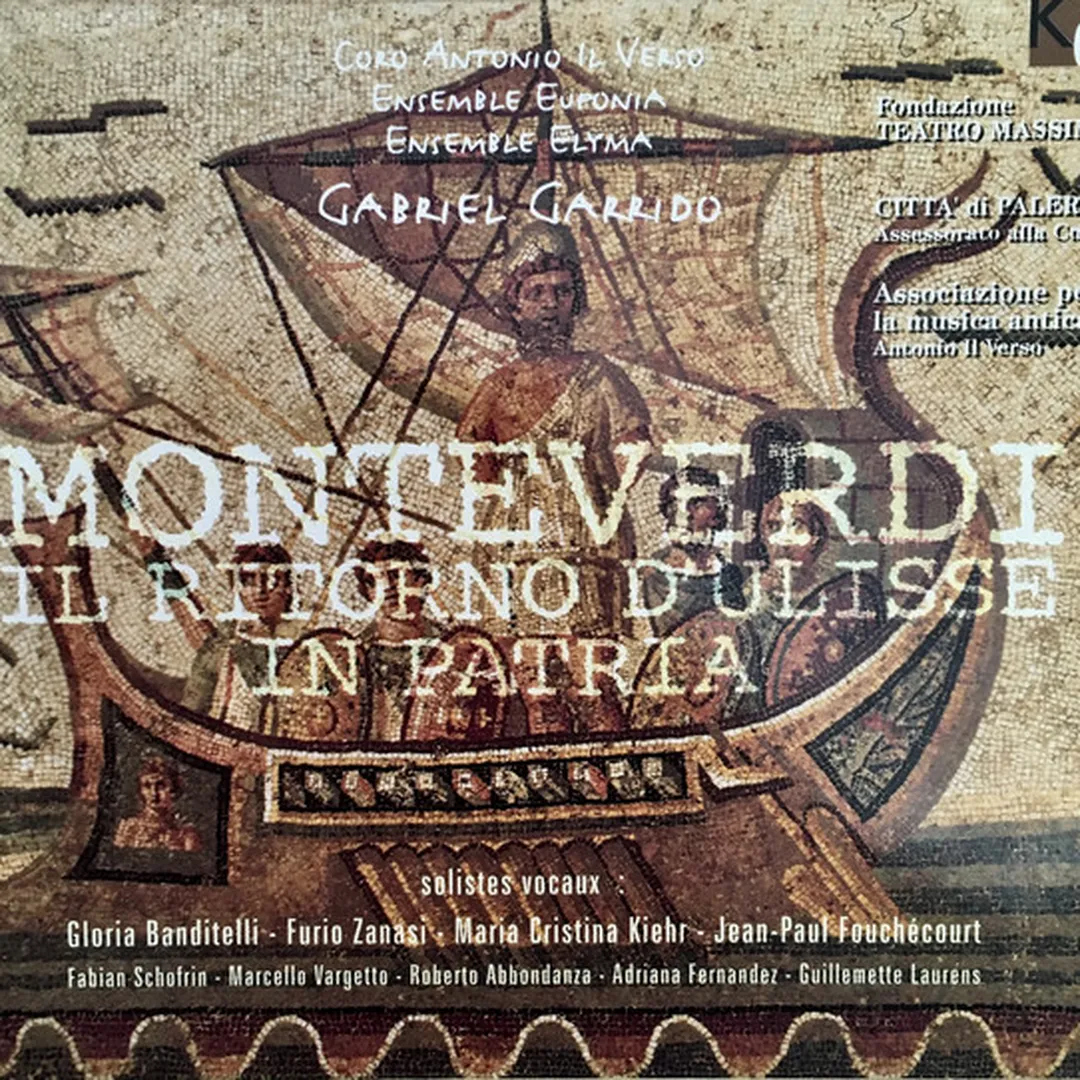 CORO ANTONIO IL VERSO
ENSEMBLE EUFONIA
ENSEMBLE ELYMA
GABRIEL GARRIDO
K
Fondazione
TEATRO MASSI
CITTA' di PALER
Assessorato alla Cu
Associazione pe
la musica antica
Antonio Il Verso
MONTEVERDI
IL RITORNO D'ULISSE
IN PATRIA
solistes vocaux :
Gloria Banditelli - Furio Zanasi - Maria Cristina Kiehr - Jean-Paul Fouchécourt
Fabian Schofrin - Marcello Vargetto - Roberto Abbondanza - Adriana Fernandez - Guillemette Laurens